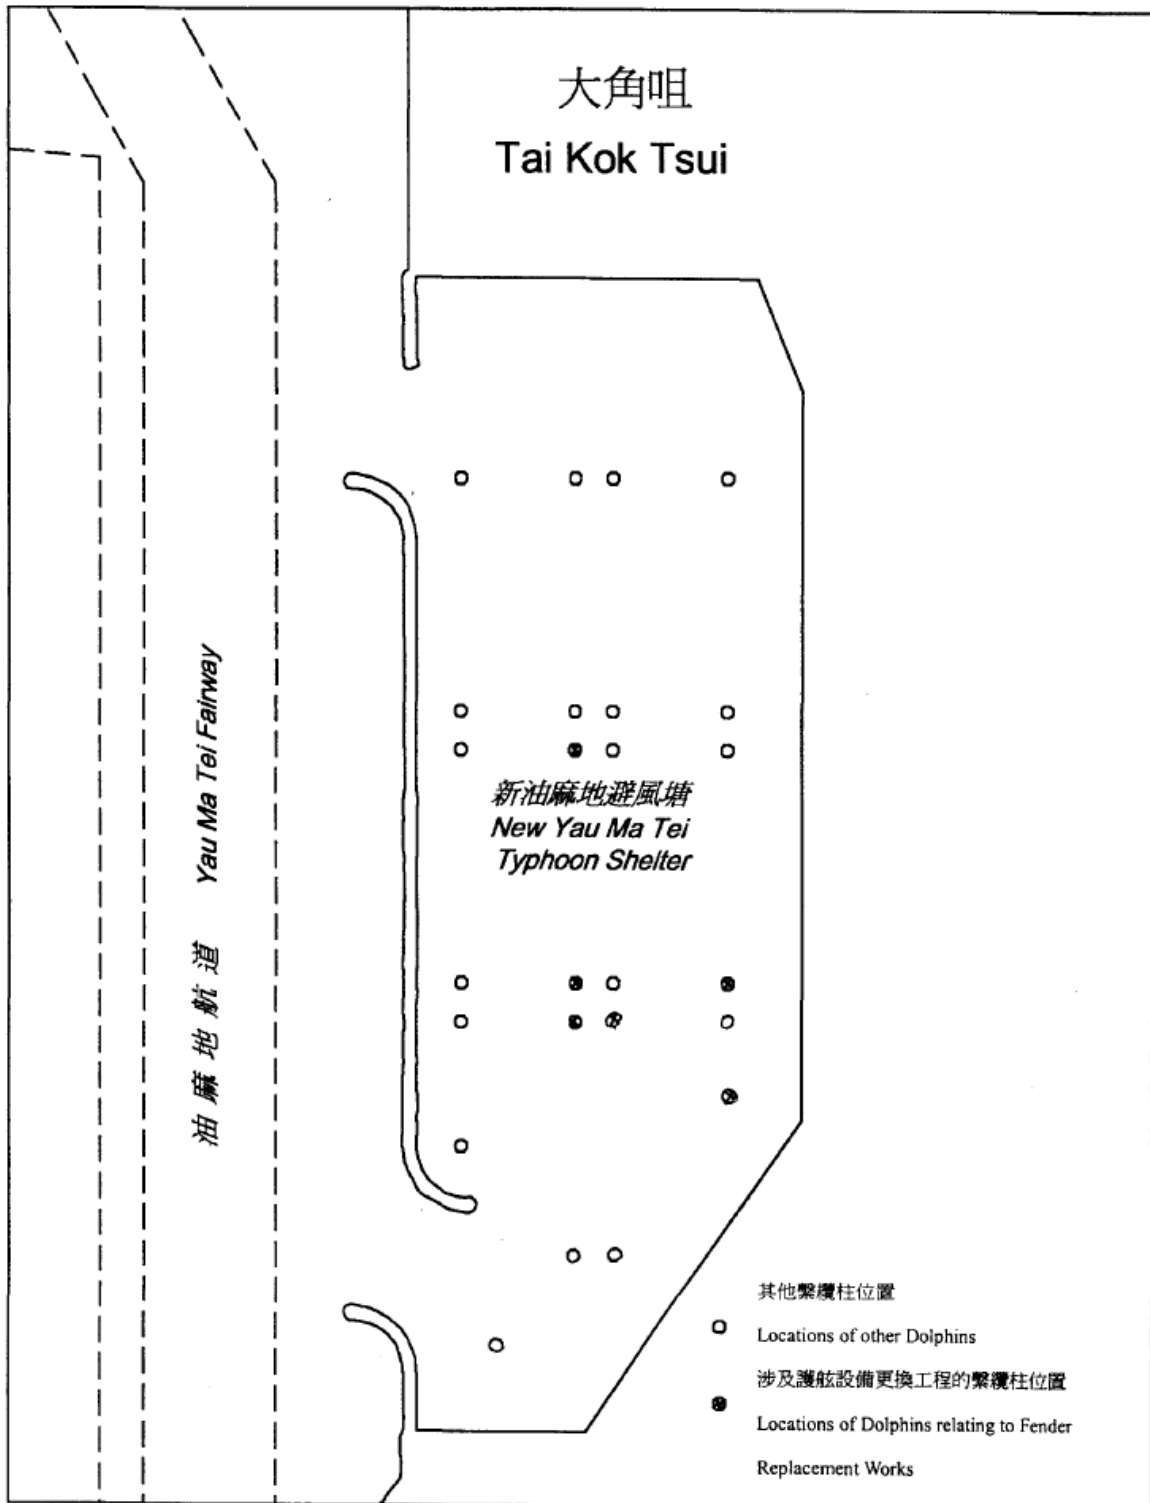 大角咀
Tai Kok Tsui
油麻地航道 Yau Ma Tei Fairway
新油麻地避風塘
New Yau Ma Tei
Typhoon Shelter
其他繫纜柱位置
Locations of other Dolphins
涉及護舷設備更換工程的繫纜柱位置
Locations of Dolphins relating to Fender
Replacement Works